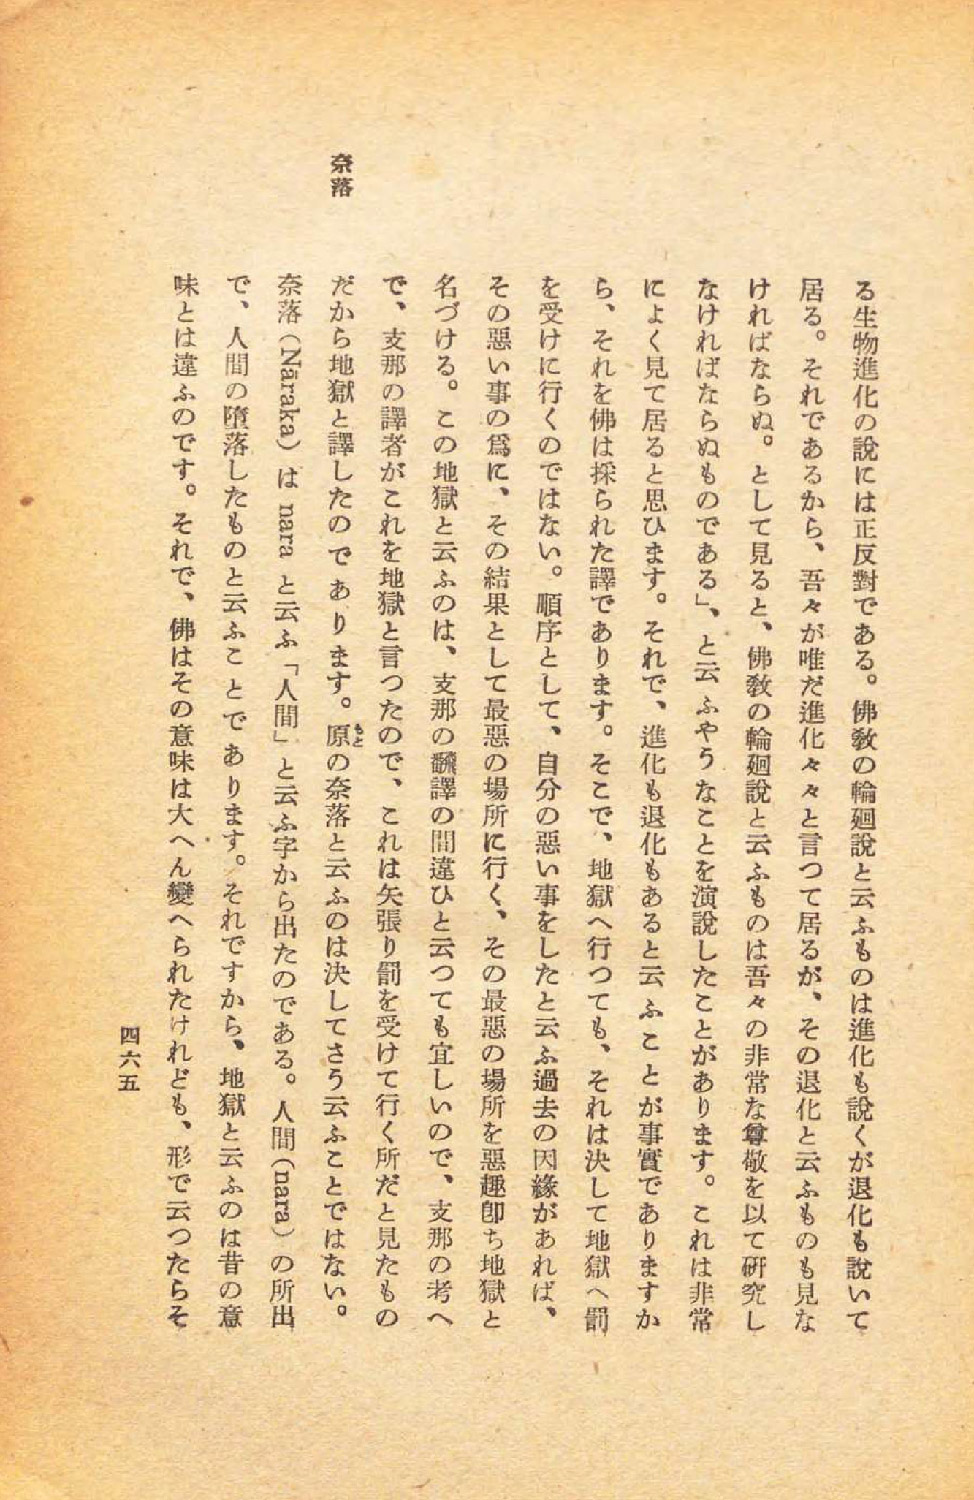 る生物進化の說には正反對である。佛敎の輪廻說と云ふものは進化も說くが退化も說いて
居る。それであるから、吾々が唯だ進化々々と言つて居るが、その退化と云ふものも見な
ければならぬ。として見ると、佛敎の輪廻說と云ふものは吾々の非常な尊敬を以て硏究し
なければならぬものである」、と云ふやうなことを演說したことがあります。これは非常
によく見て居ると思ひます。それで、進化も退化もあると云ふことが事實でありますか
ら、それを佛は採られた譯であります。そこで、地獄へ行つても、それは決して地獄へ罰
を受けに行くのではない。順序として、自分の惡い事をしたと云ふ過去の因緣があれば、
その惡い事の爲に、その結果として最惡の場所に行く、その最惡の場所を惡趣卽ち地獄と
名づける。この地獄と云ふのは、支那の飜譯の間違ひと云つても宜しいので、支那の考へ
で、支那の譯者がこれを地獄と言つたので、これは矢張り罰を受けて行く所だと見たもの
奈落
だから地獄と譯したのであります。原もとの奈落と云ふのは決してさう云ふことではない。
奈落(Naraka)は nara と云ふ「人間」と云ふ字から出たのである。人間(nara)の所出
で、人間の墮落したものと云ふことであります。それですから、地獄と云ふのは昔の意
味とは違ふのです。それで、佛はその意味は大へん變へられたけれども、形で云つたらそ
四六五